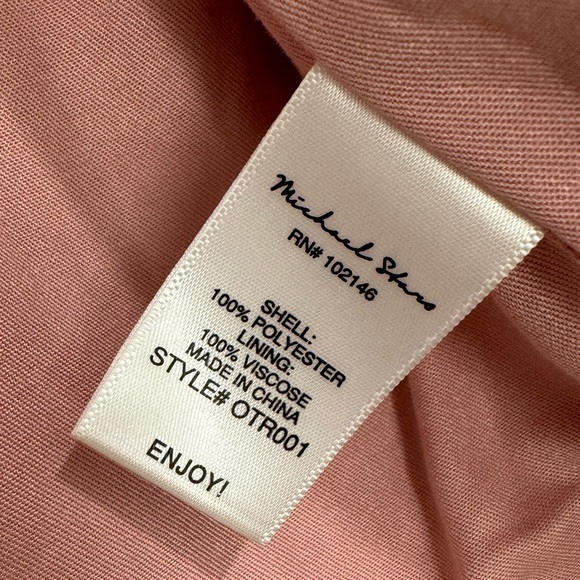 Michael Stars
RN# 102146
SHELL:
100% POLYESTER
LINING:
100% VISCOSE
MADE IN CHINA
STYLE# OTR001
ENJOY!